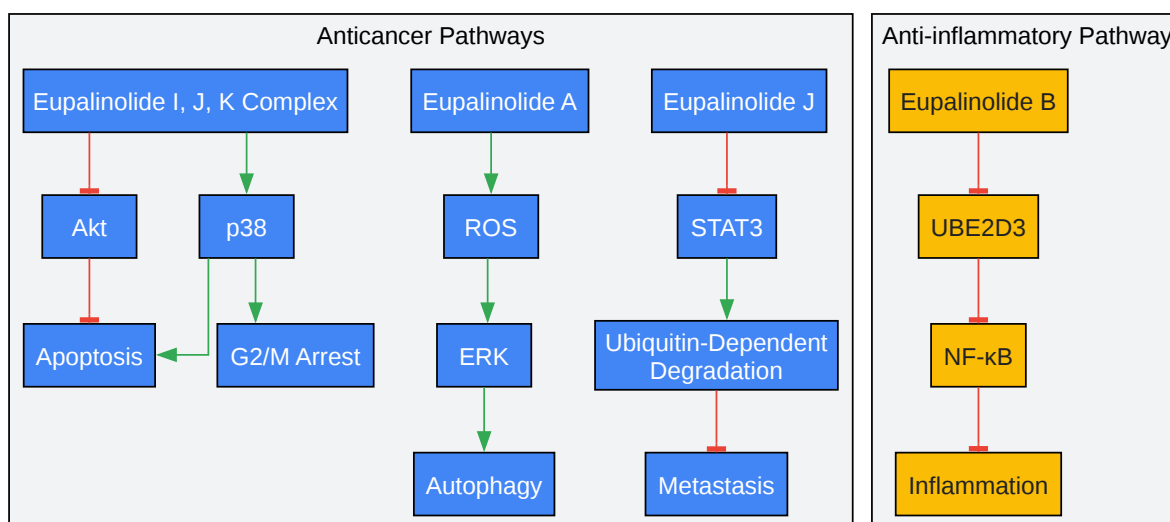 Anticancer Pathways
Eupalinolide I, J, K Complex
Eupalinolide A
Eupalinolide J
Akt
p38
ROS
STAT3
Apoptosis
G2/M Arrest
ERK
Ubiquitin-Dependent
Degradation
Autophagy
Metastasis
Anti-inflammatory Pathway
Eupalinolide B
UBE2D3
NF-κB
Inflammation